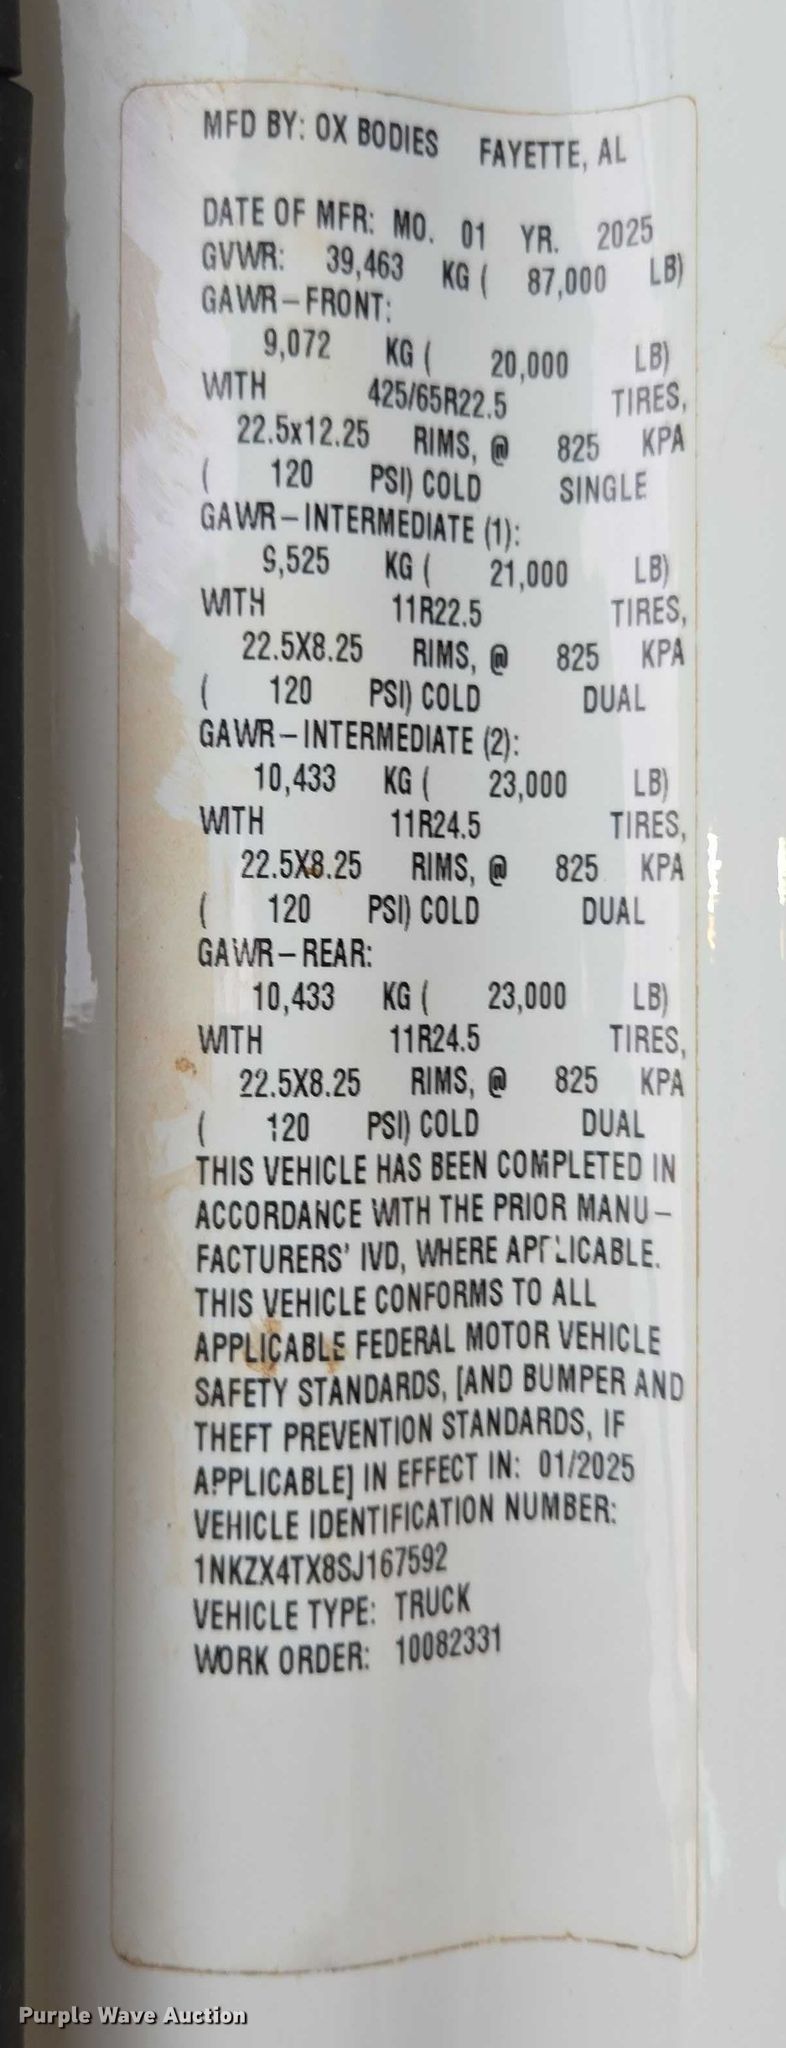 MFD BY: OX BODIES FAYETTE, AL
DATE OF MFR: MO. 01 YR. 2025
GVWR: 39,463 KG ( 87,000 LB)
GAWR-FRONT:
9,072 KG ( 20,000 LB)
WITH 425/65R22.5 TIRES,
22.5x12.25 RIMS, @ 825 KPA
( 120 PSI) COLD SINGLE
GAWR-INTERMEDIATE (1):
9,525 KG ( 21,000 LB)
WITH 11R22.5 TIRES,
22.5X8.25 RIMS, @ 825 KPA
( 120 PSI) COLD DUAL
GAWR-INTERMEDIATE (2):
10,433 KG ( 23,000 LB)
WITH 11R24.5 TIRES,
22.5X8.25 RIMS, @ 825 KPA
( 120 PSI) COLD DUAL
GAWR-REAR:
10,433 KG ( 23,000 LB)
WITH 11R24.5 TIRES,
22.5X8.25 RIMS, @ 825 KPA
( 120 PSI) COLD DUAL
THIS VEHICLE HAS BEEN COMPLETED IN
ACCORDANCE WITH THE PRIOR MANU-
FACTURERS' IVD, WHERE APPLICABLE.
THIS VEHICLE CONFORMS TO ALL
APPLICABLE FEDERAL MOTOR VEHICLE
SAFETY STANDARDS, [AND BUMPER AND
THEFT PREVENTION STANDARDS, IF
APPLICABLE] IN EFFECT IN: 01/2025
VEHICLE IDENTIFICATION NUMBER:
1NKZX4TX8SJ167592
VEHICLE TYPE: TRUCK
WORK ORDER: 10082331
Purple Wave Auction